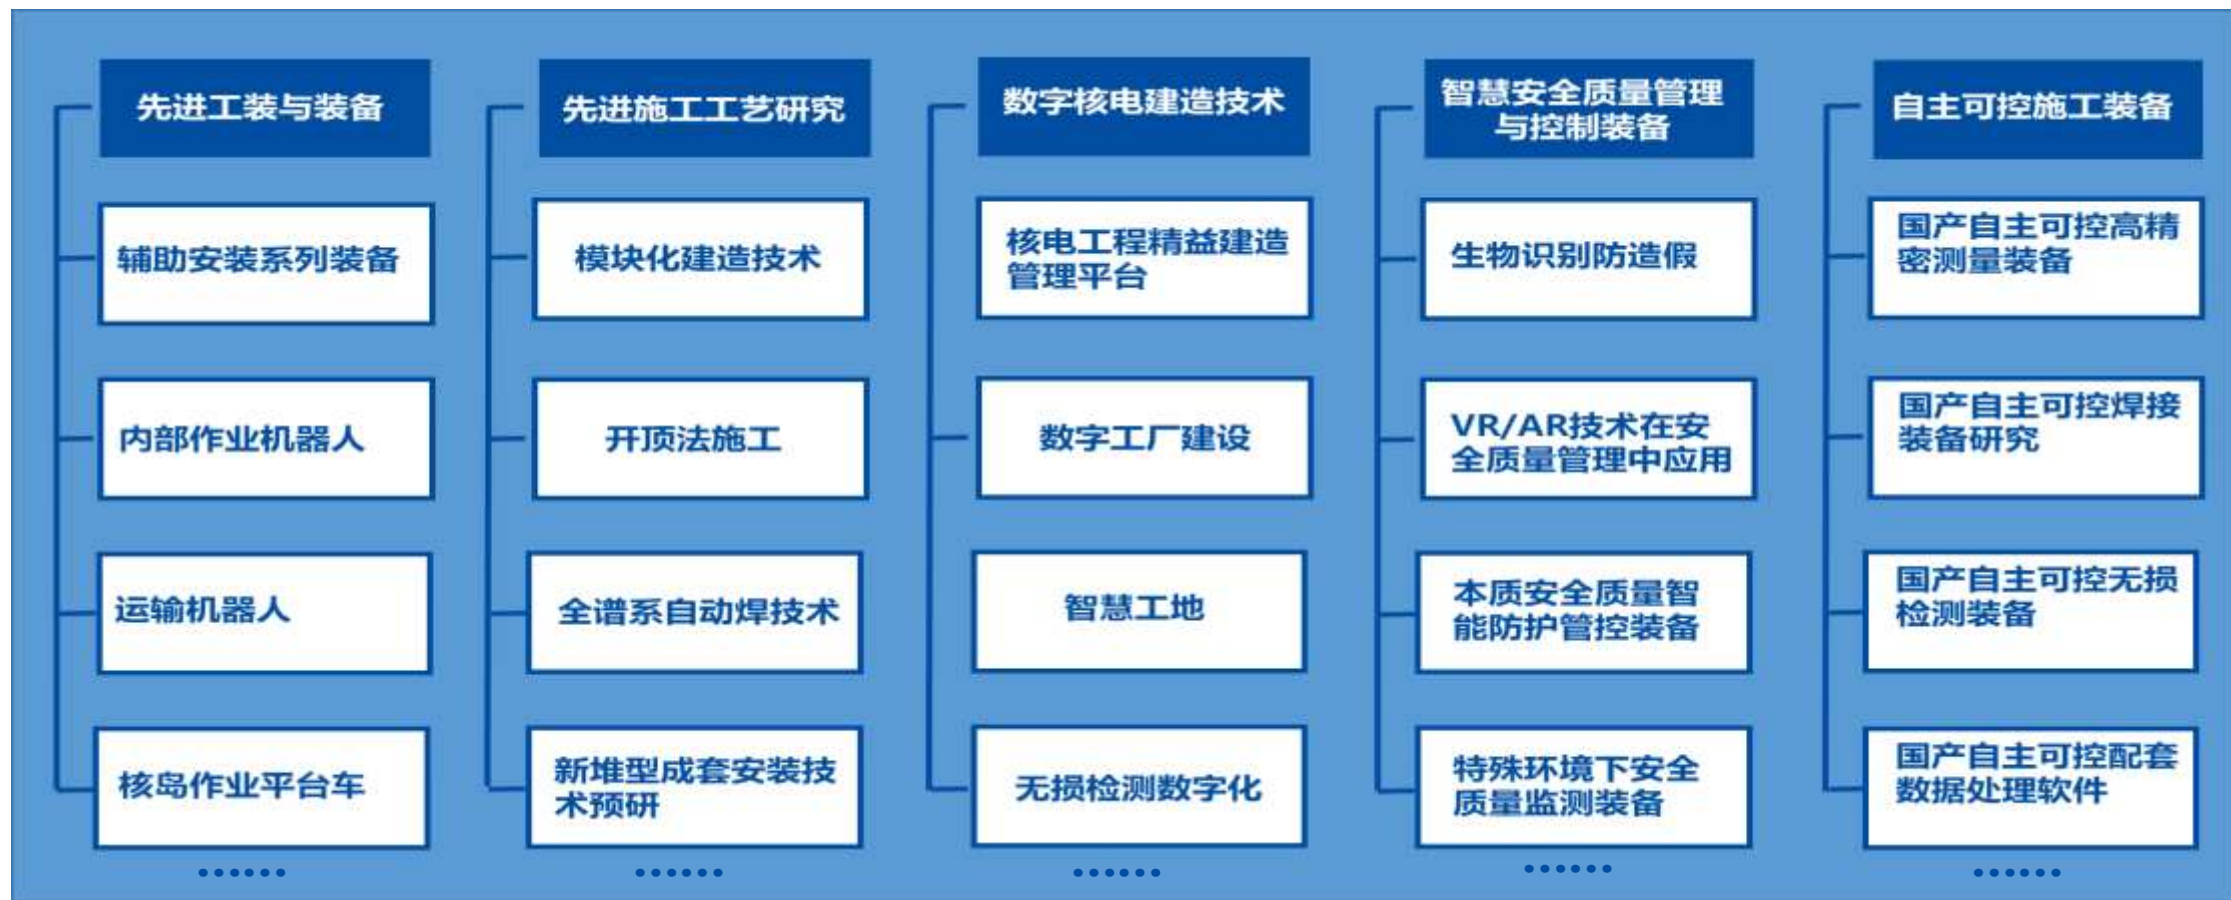 先进工装与装备
辅助安装系列装备
内部作业机器人
运输机器人
核岛作业平台车
……
先进施工工艺研究
模块化建造技术
开顶法施工
全谱系自动焊技术
新堆型成套安装技
术预研
……
数字核电建造技术
核电工程精益建造
管理平台
数字工厂建设
智慧工地
无损检测数字化
……
智慧安全质量管理
与控制装备
生物识别防造假
VR/AR技术在安
全质量管理中应用
本质安全质量智
能防护管控装备
特殊环境下安全
质量监测装备
……
自主可控施工装备
国产自主可控高精
密测量装备
国产自主可控焊接
装备研究
国产自主可控无损
检测装备
国产自主可控配套
数据处理软件
……